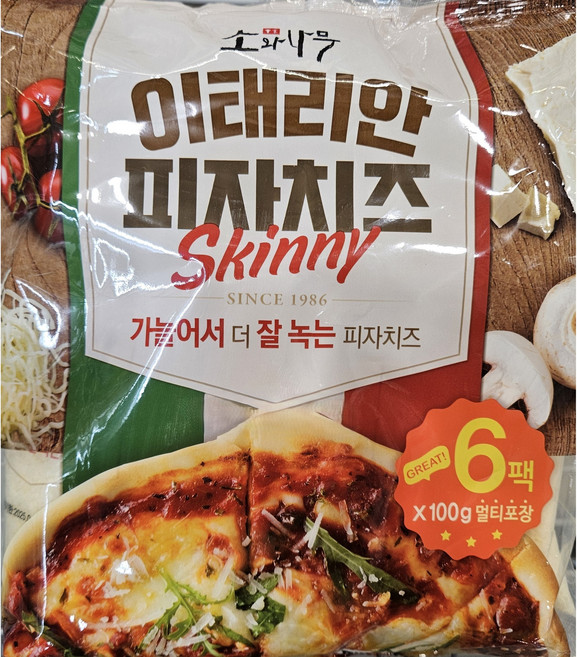 소와나무
이태리안
피자치즈
Skinny
SINCE 1986
가늘어서 더 잘 녹는 피자치즈
GREAT!
6팩
X100g 멀티포장